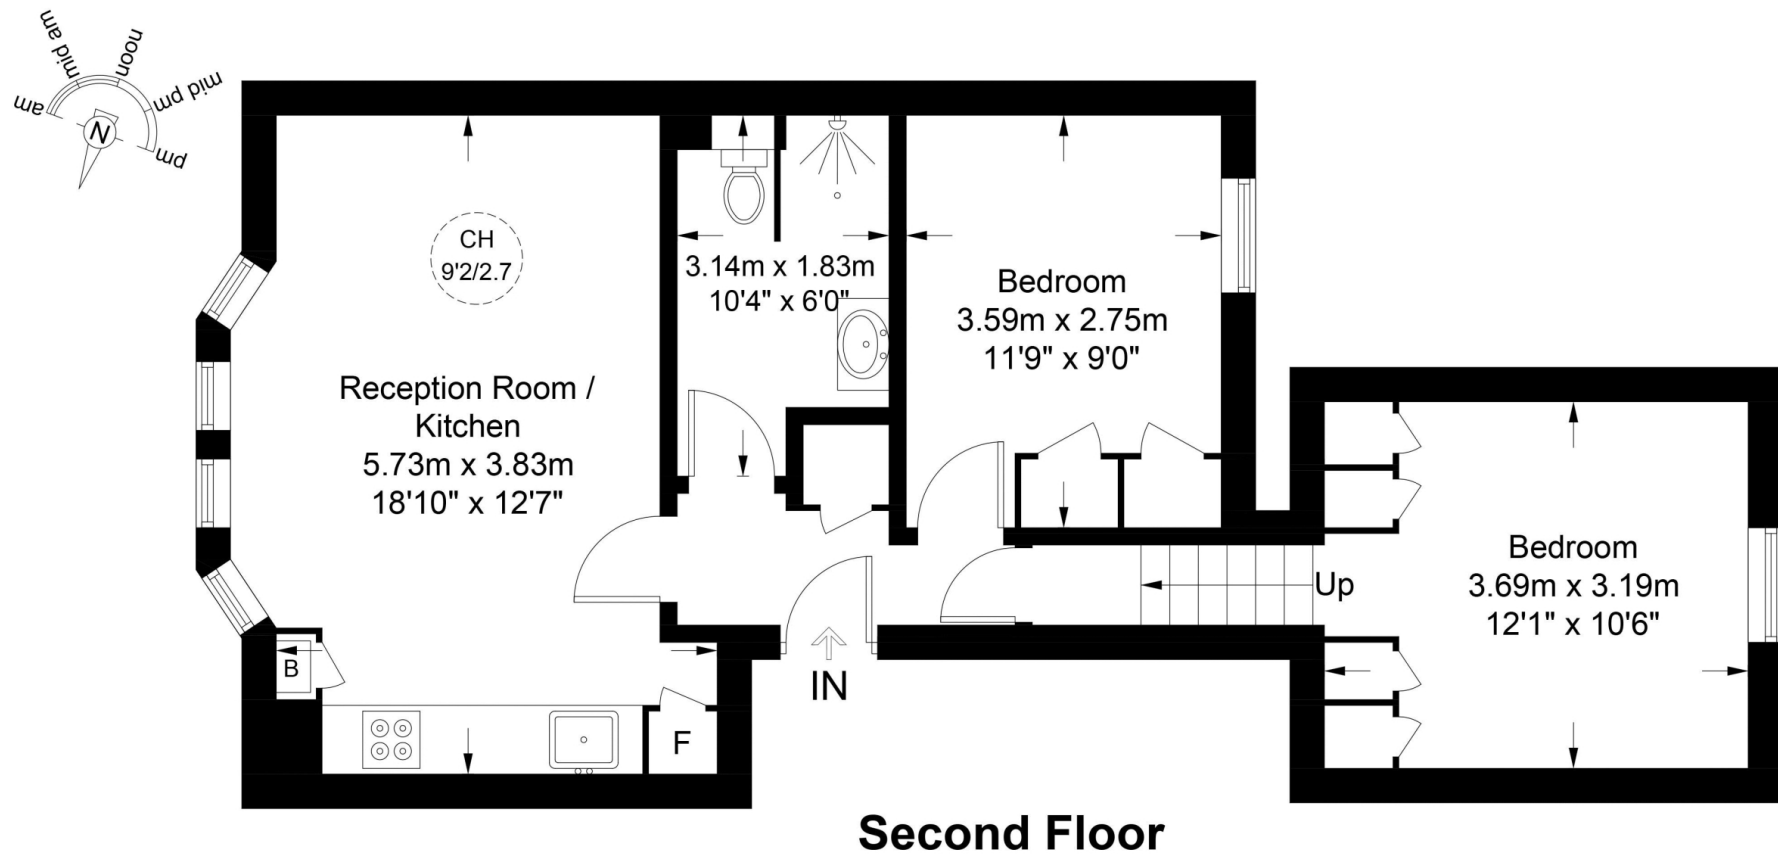 am
mid am
noon
mid pm
pm
N
CH
9'2/2.7
Reception Room /
Kitchen
5.73m x 3.83m
18'10" x 12'7"
3.14m x 1.83m
10'4" x 6'0"
Bedroom
3.59m x 2.75m
11'9" x 9'0"
Bedroom
3.69m x 3.19m
12'1" x 10'6"
Up
B
F
IN
Second Floor